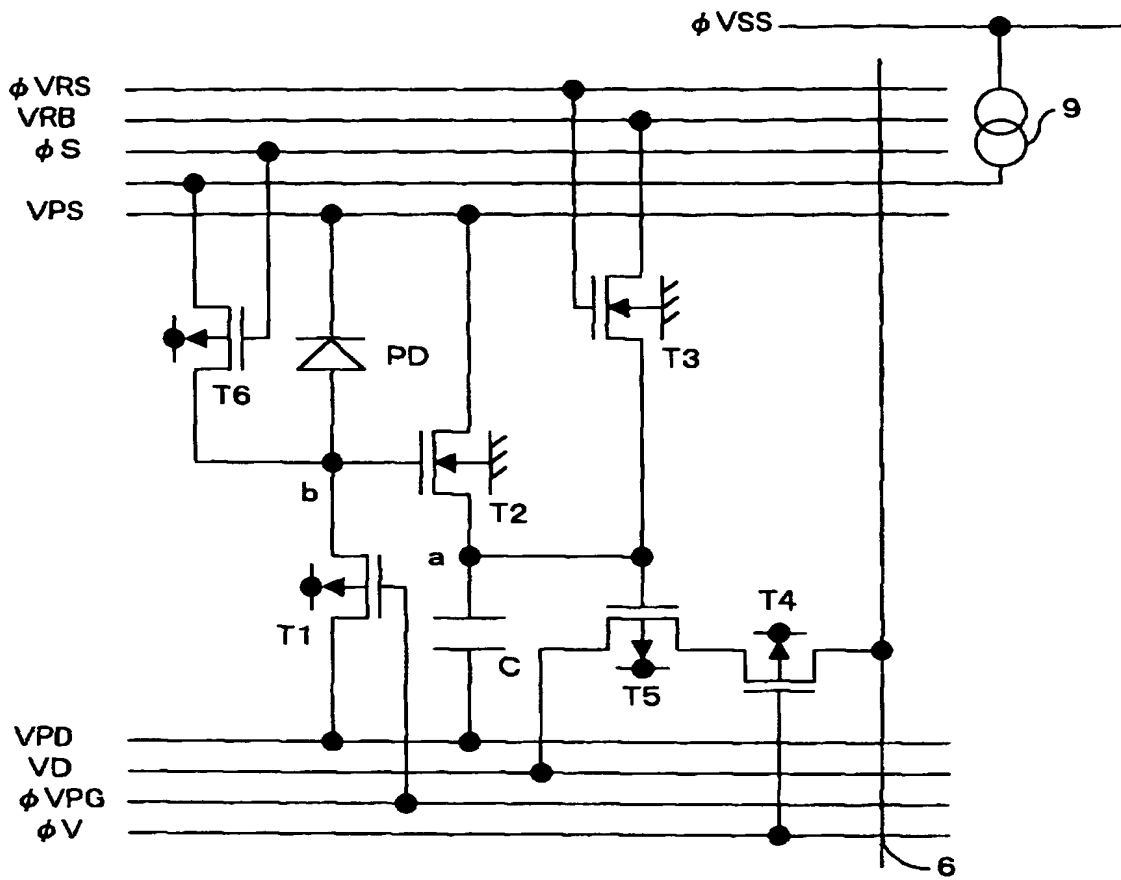 φVSS
φVRS
VRB
φS
VPS
9
T6
PD
T3
b
T2
a
T1
C
T5
T4
VPD
VD
φVPG
φV
6